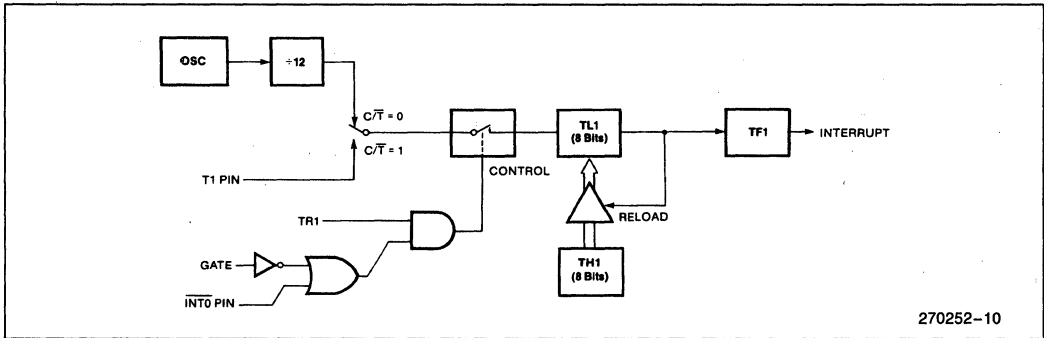 OSC
÷12
C/T̅ = 0
C/T̅ = 1
T1 PIN
CONTROL
TL1
(8 Bits)
TF1
INTERRUPT
TR1
RELOAD
GATE
I̅N̅T̅0̅ PIN
TH1
(8 Bits)
270252-10